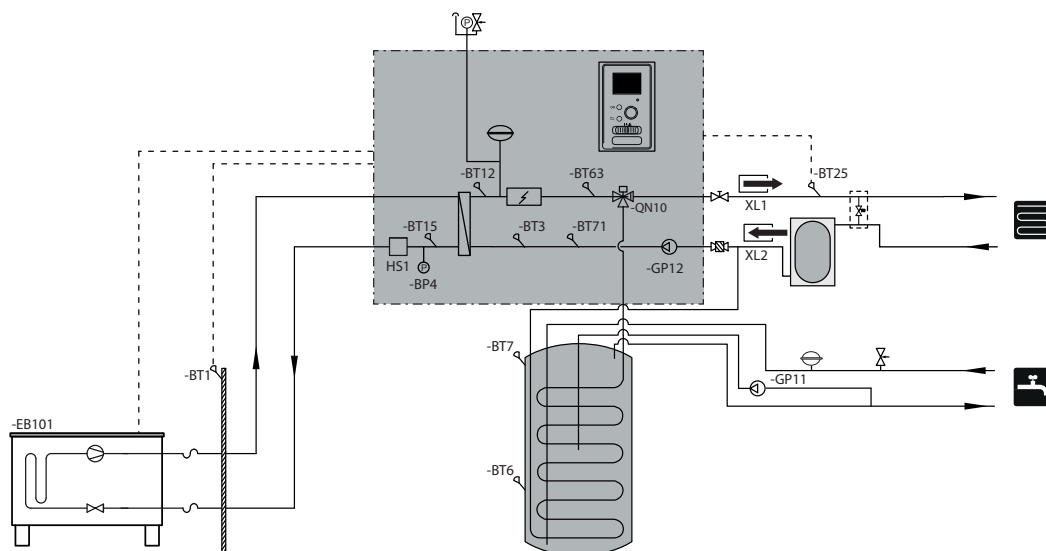 P
-BT12
-BT63
-BT25
-QN10
XL1
-BT15
-BT3
-BT71
XL2
HS1
P
-BP4
-GP12
-BT7
-BT1
-GP11
-EB101
-BT6